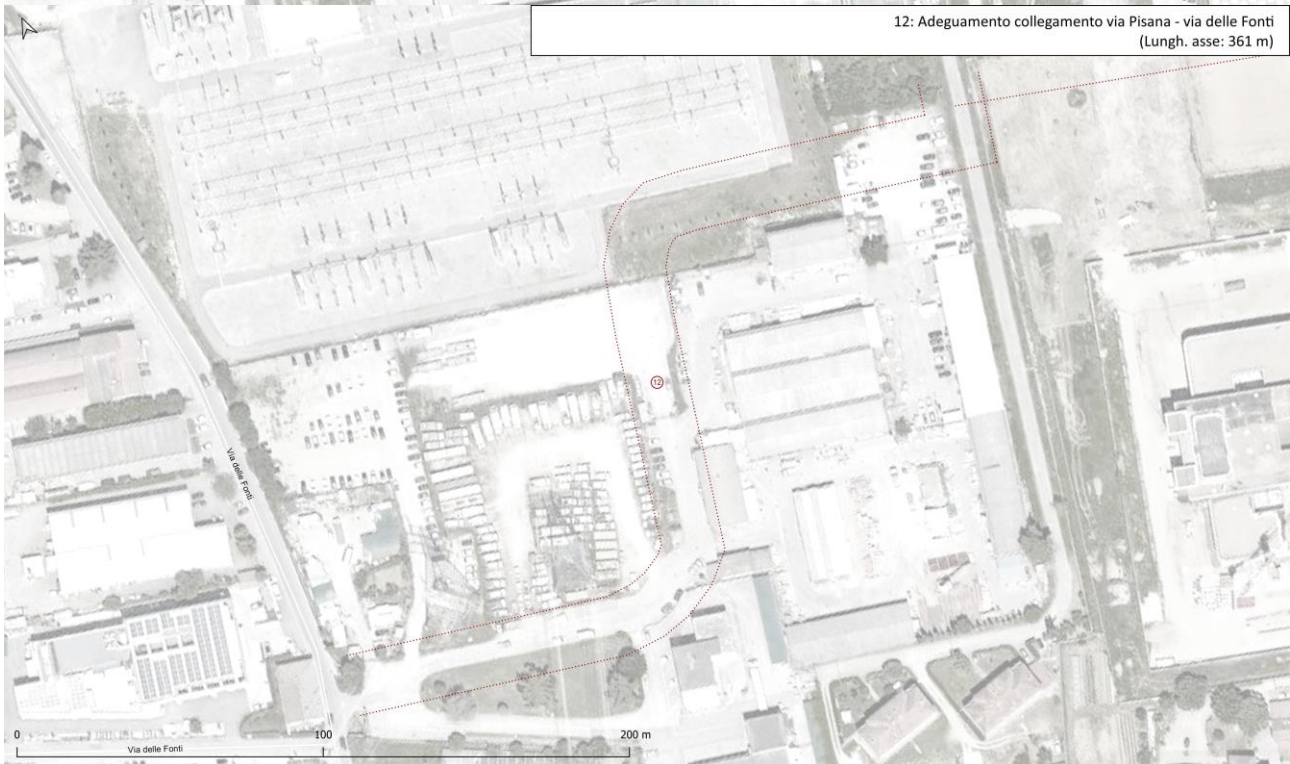 12: Adeguamento collegamento via Pisana - via delle Fonti
(Lungh. asse: 361 m)
12
Via delle Fonti
0 100 200 m
Via delle Fonti